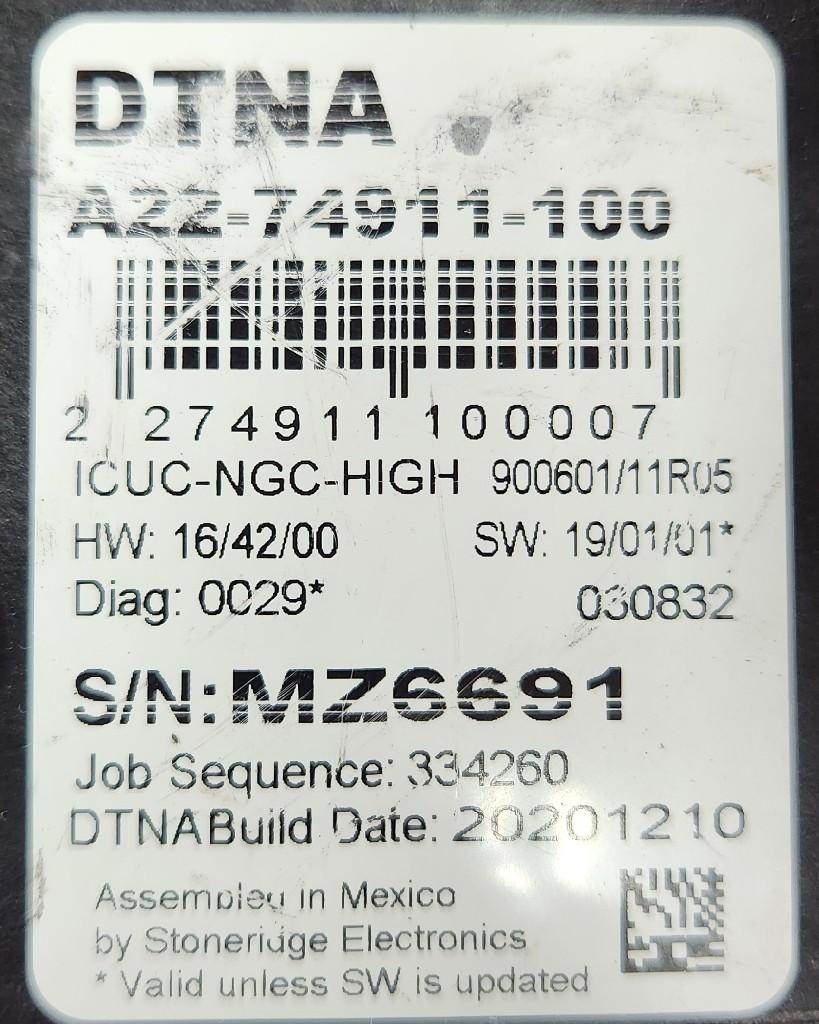 DTNA
A22-74911-100
2 274911 100007
ICUC-NGC-HIGH 900601/11R05
HW: 16/42/00 SW: 19/01/01*
Diag: 0029* 030832
S/N:MZ6691
Job Sequence: 334260
DTNABuild Date: 20201210
Assembled in Mexico
by Stoneridge Electronics
* Valid unless SW is updated